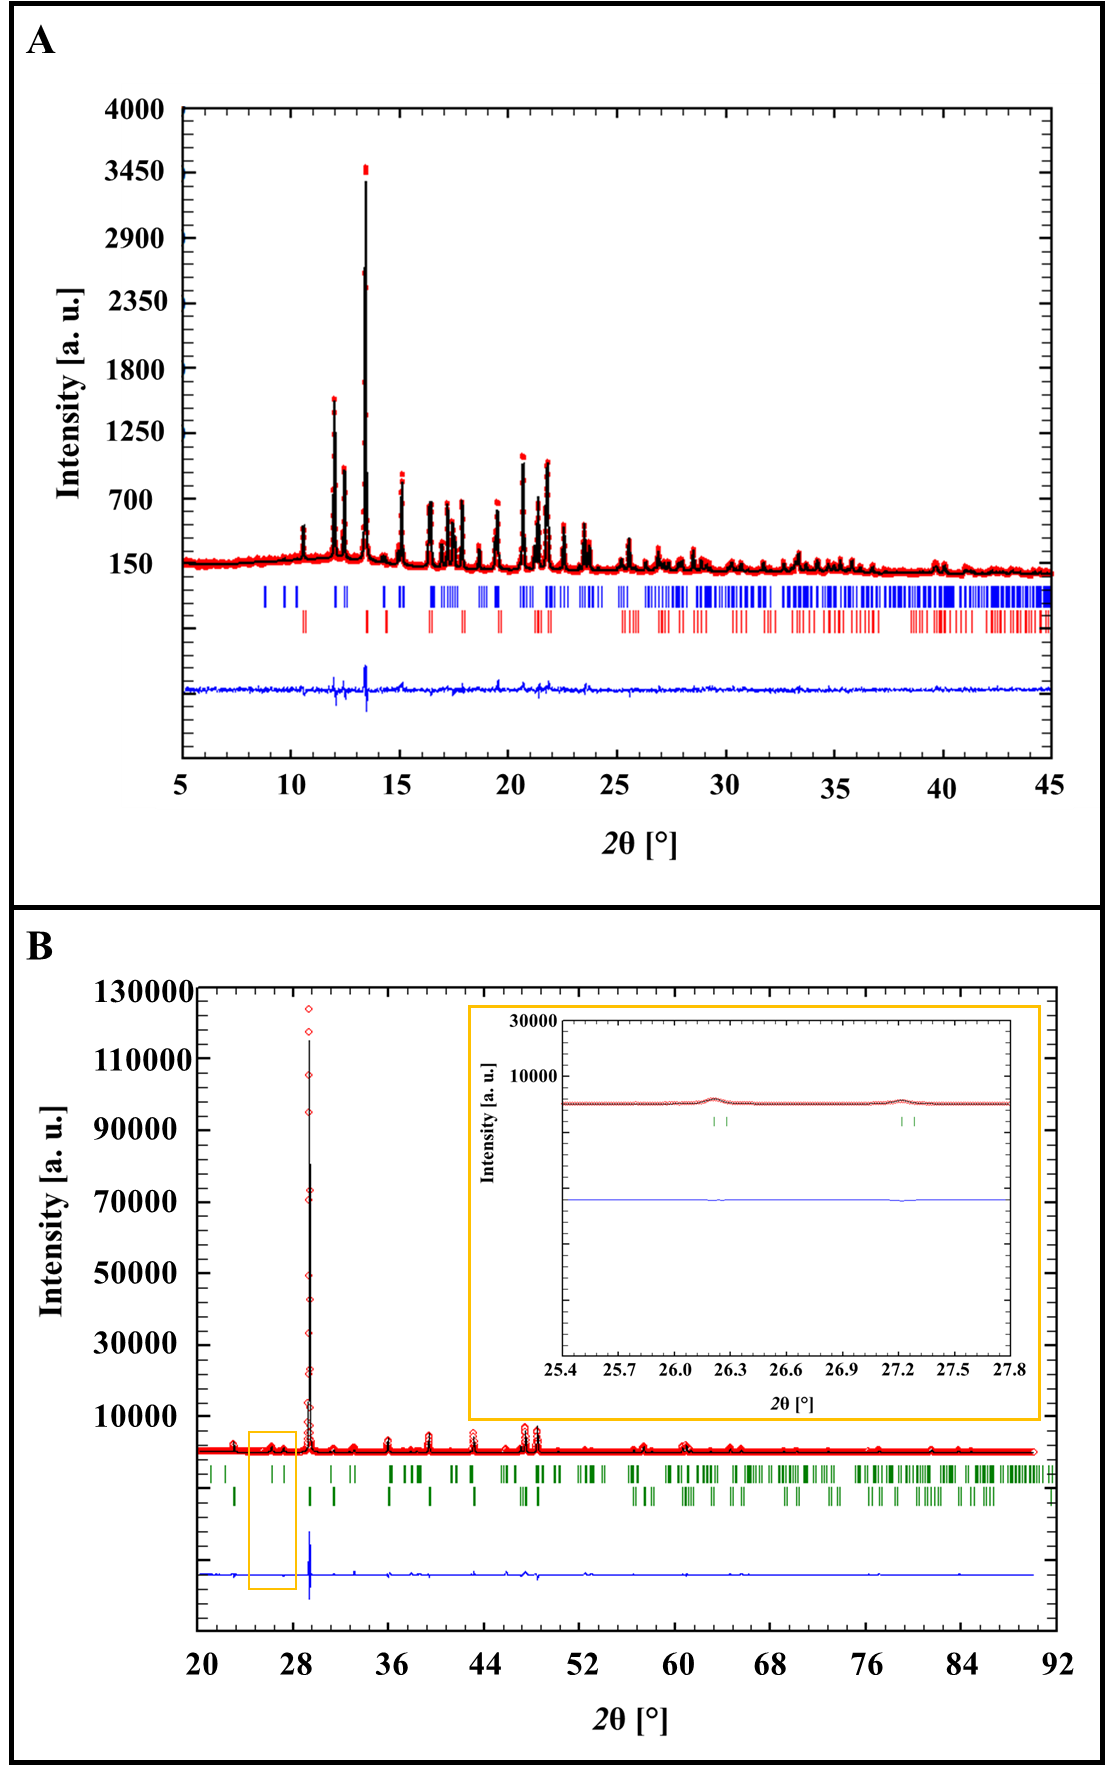 A
4000
3450
2900
2350
1800
1250
700
150
Intensity [a. u.]
5 10 15 20 25 30 35 40 45
2θ [°]
B
130000
110000
90000
70000
50000
30000
10000
Intensity [a. u.]
30000
10000
Intensity [a. u.]
25.4 25.7 26.0 26.3 26.6 26.9 27.2 27.5 27.8
2θ [°]
20 28 36 44 52 60 68 76 84 92
2θ [°]